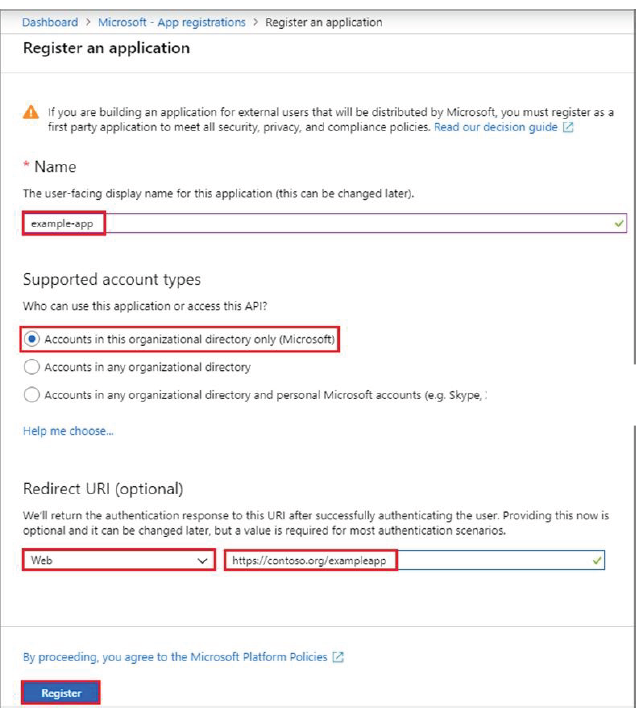 Dashboard > Microsoft - App registrations > Register an application
Register an application
If you are building an application for external users that will be distributed by Microsoft, you must register as a
first party application to meet all security, privacy, and compliance policies. Read our decision guide
* Name
The user-facing display name for this application (this can be changed later).
example-app
Supported account types
Who can use this application or access this API?
Accounts in this organizational directory only (Microsoft)
Accounts in any organizational directory
Accounts in any organizational directory and personal Microsoft accounts (e.g. Skype,
Help me choose...
Redirect URI (optional)
We'll return the authentication response to this URI after successfully authenticating the user. Providing this now is
optional and it can be changed later, but a value is required for most authentication scenarios.
Web https://contoso.org/exampleapp
By proceeding, you agree to the Microsoft Platform Policies
Register